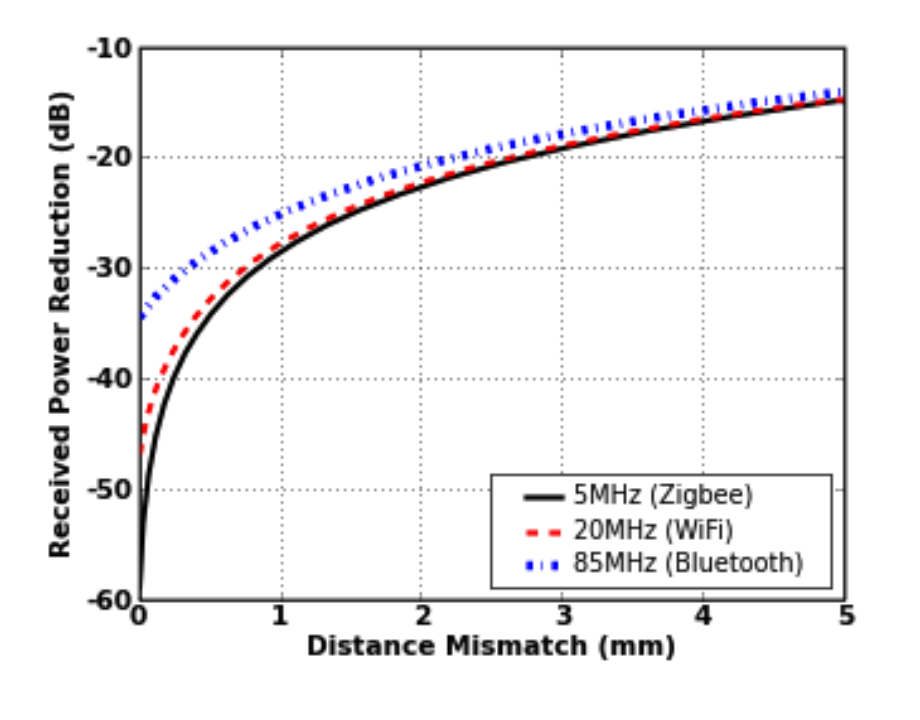 -10
-20
-30
-40
-50
-60
Received Power Reduction (dB)
5MHz (Zigbee)
20MHz (WiFi)
85MHz (Bluetooth)
0 1 2 3 4 5
Distance Mismatch (mm)